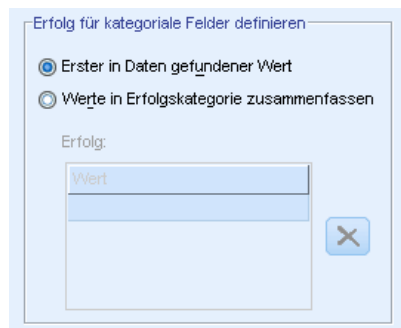 Erfolg für kategoriale Felder definieren
Erster in Daten gefundener Wert
Werte in Erfolgskategorie zusammenfassen
Erfolg:
Wert